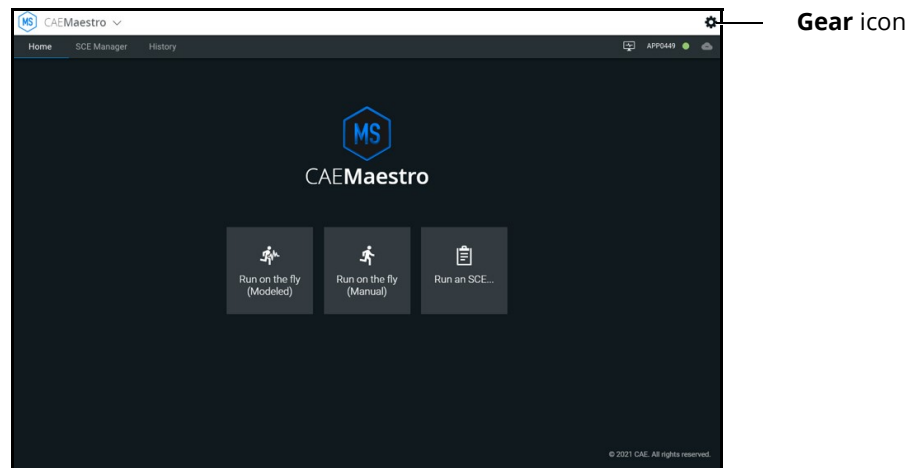 MS CAEMaestro
Gear icon
Home SCE Manager History APP0449
MS
CAEMaestro
Run on the fly
(Modeled)
Run on the fly
(Manual)
Run an SCE...
© 2021 CAE. All rights reserved.